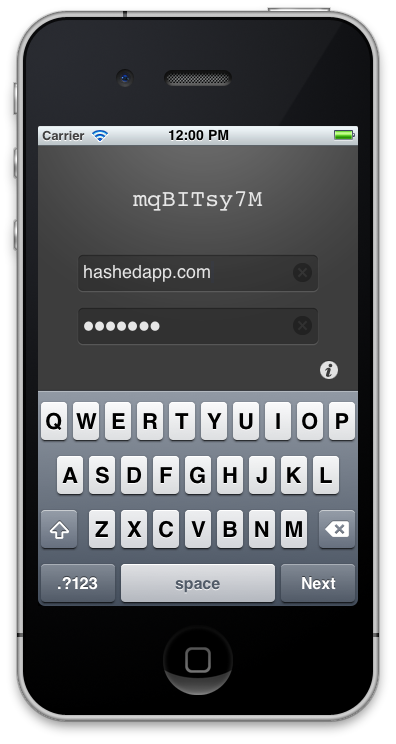 Carrier 12:00 PM
mqBITsy7M
hashedapp.com
●●●●●●●
i
Q W E R T Y U I O P
A S D F G H J K L
Z X C V B N M
.?123 space Next